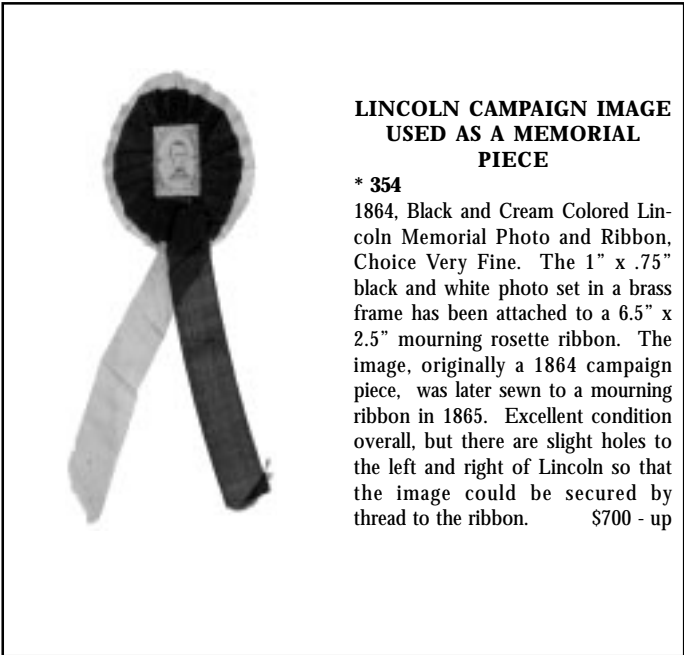 LINCOLN CAMPAIGN IMAGE
USED AS A MEMORIAL
PIECE
* 354
1864, Black and Cream Colored Lin-
coln Memorial Photo and Ribbon,
Choice Very Fine. The 1” x .75”
black and white photo set in a brass
frame has been attached to a 6.5” x
2.5” mourning rosette ribbon. The
image, originally a 1864 campaign
piece, was later sewn to a mourning
ribbon in 1865. Excellent condition
overall, but there are slight holes to
the left and right of Lincoln so that
the image could be secured by
thread to the ribbon. $700 - up